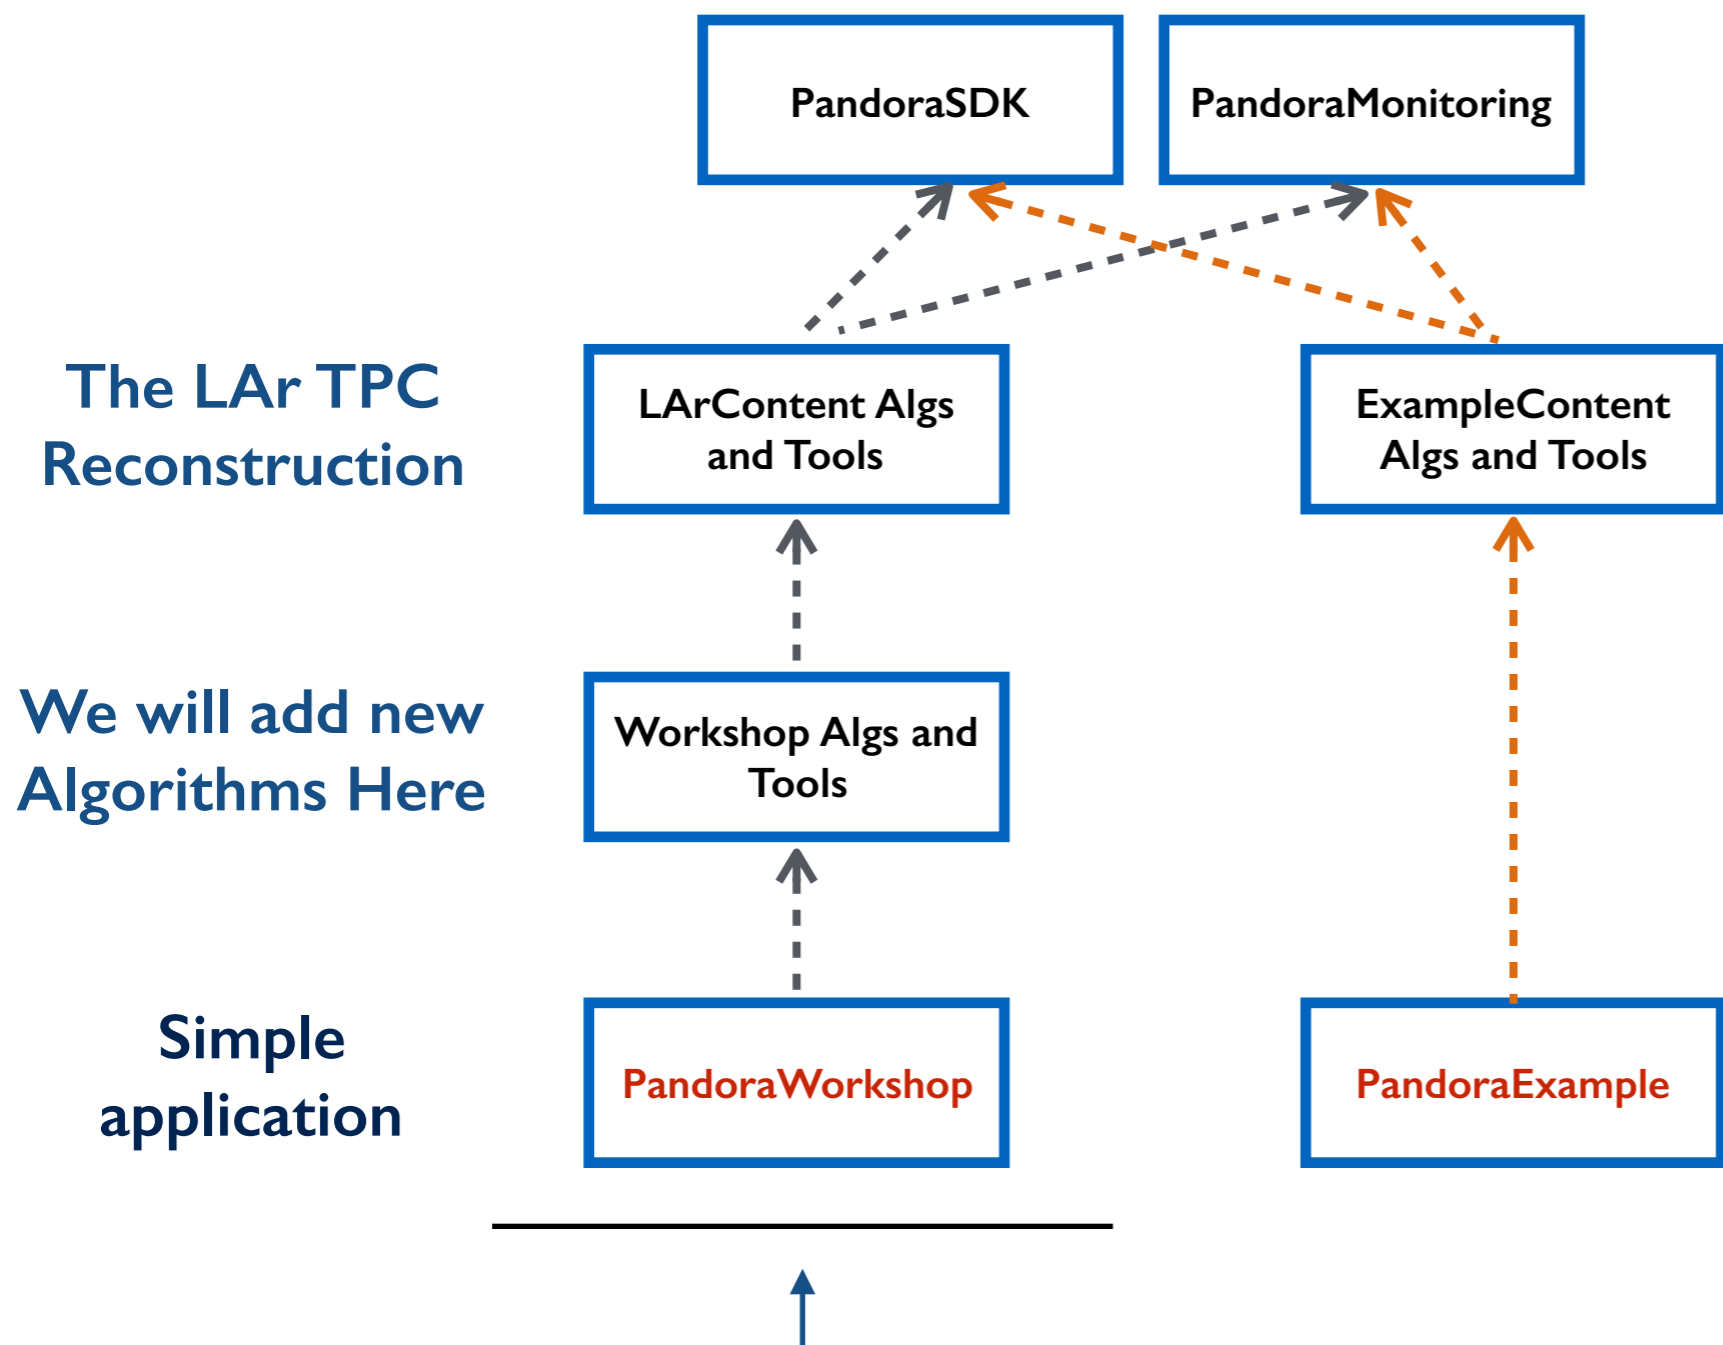 PandoraSDK
PandoraMonitoring
The LAr TPC
Reconstruction
LArContent Algs
and Tools
ExampleContent
Algs and Tools
We will add new
Algorithms Here
Workshop Algs and
Tools
Simple
application
PandoraWorkshop
PandoraExample